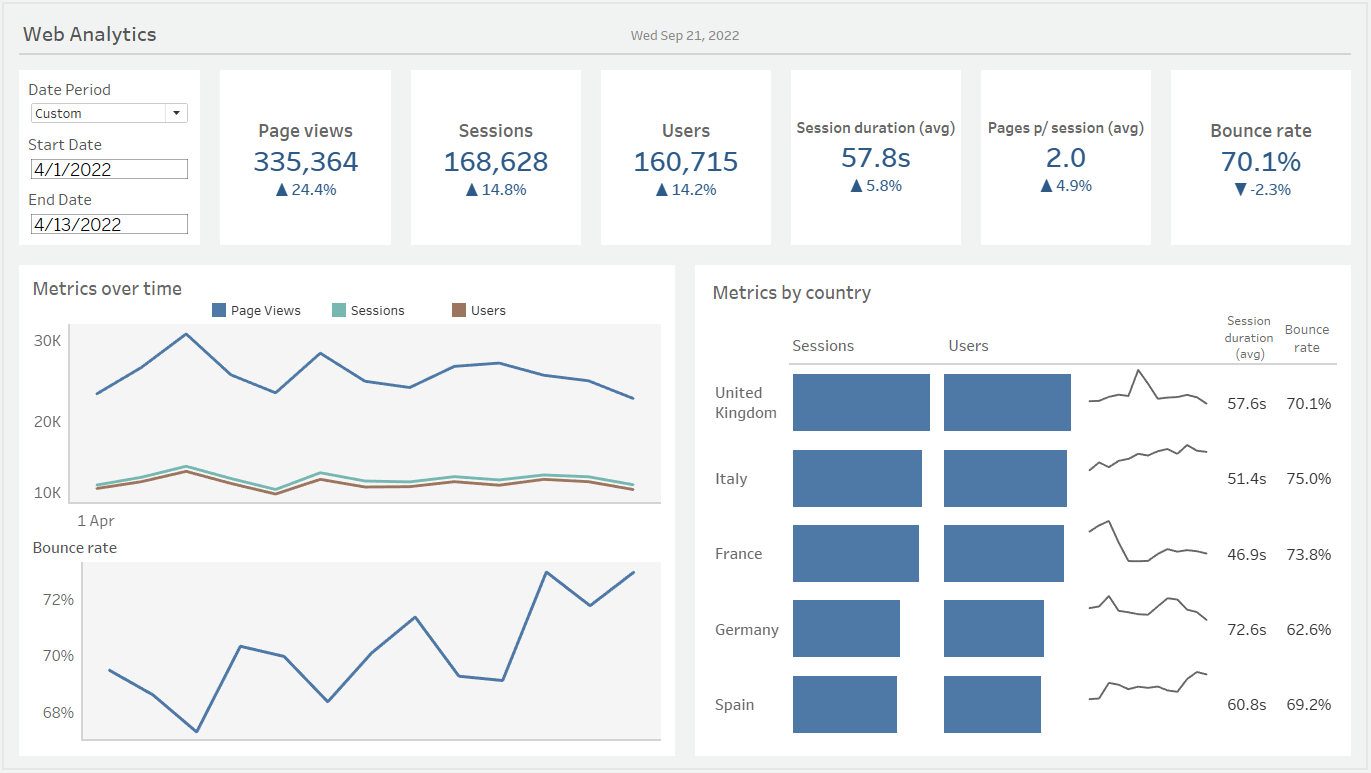 Web Analytics
Wed Sep 21, 2022
Date Period
Custom
Start Date
4/1/2022
End Date
4/13/2022
Page views
335,364
▲ 24.4%
Sessions
168,628
▲ 14.8%
Users
160,715
▲ 14.2%
Session duration (avg)
57.8s
▲ 5.8%
Pages p/ session (avg)
2.0
▲ 4.9%
Bounce rate
70.1%
▼ -2.3%
Metrics over time
Page Views Sessions Users
30K
20K
10K
1 Apr
Bounce rate
72%
70%
68%
Metrics by country
Sessions
Users
Session
duration
(avg)
Bounce
rate
United
Kingdom
57.6s 70.1%
Italy 51.4s 75.0%
France 46.9s 73.8%
Germany 72.6s 62.6%
Spain 60.8s 69.2%